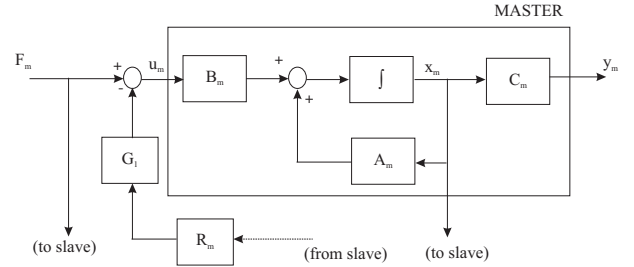 MASTER
F_m
+
-
u_m
B_m
+
+
∫
x_m
C_m
y_m
A_m
G_1
R_m
(to slave)
(from slave)
(to slave)